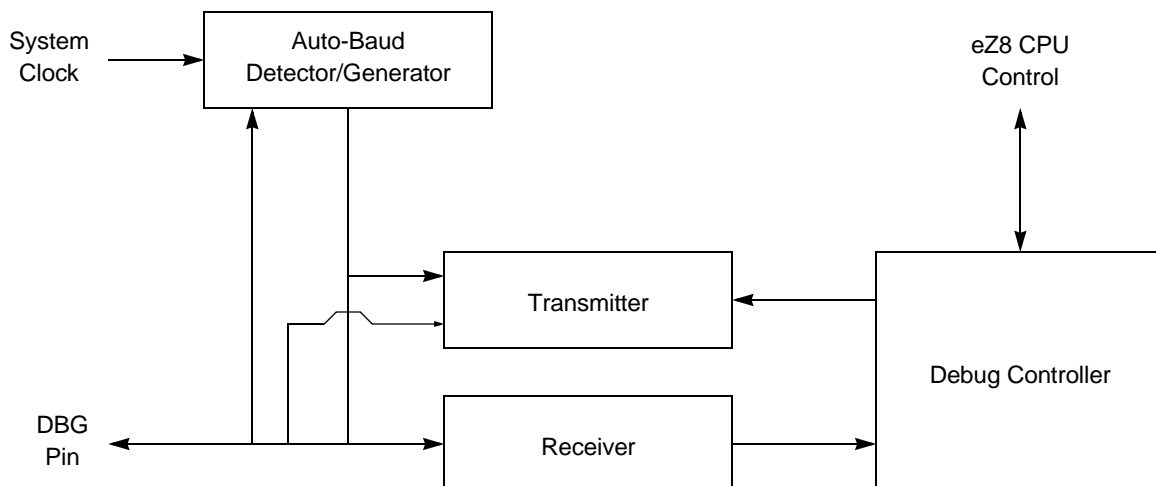 System
Clock
Auto-Baud
Detector/Generator
eZ8 CPU
Control
Transmitter
Debug Controller
DBG
Pin
Receiver